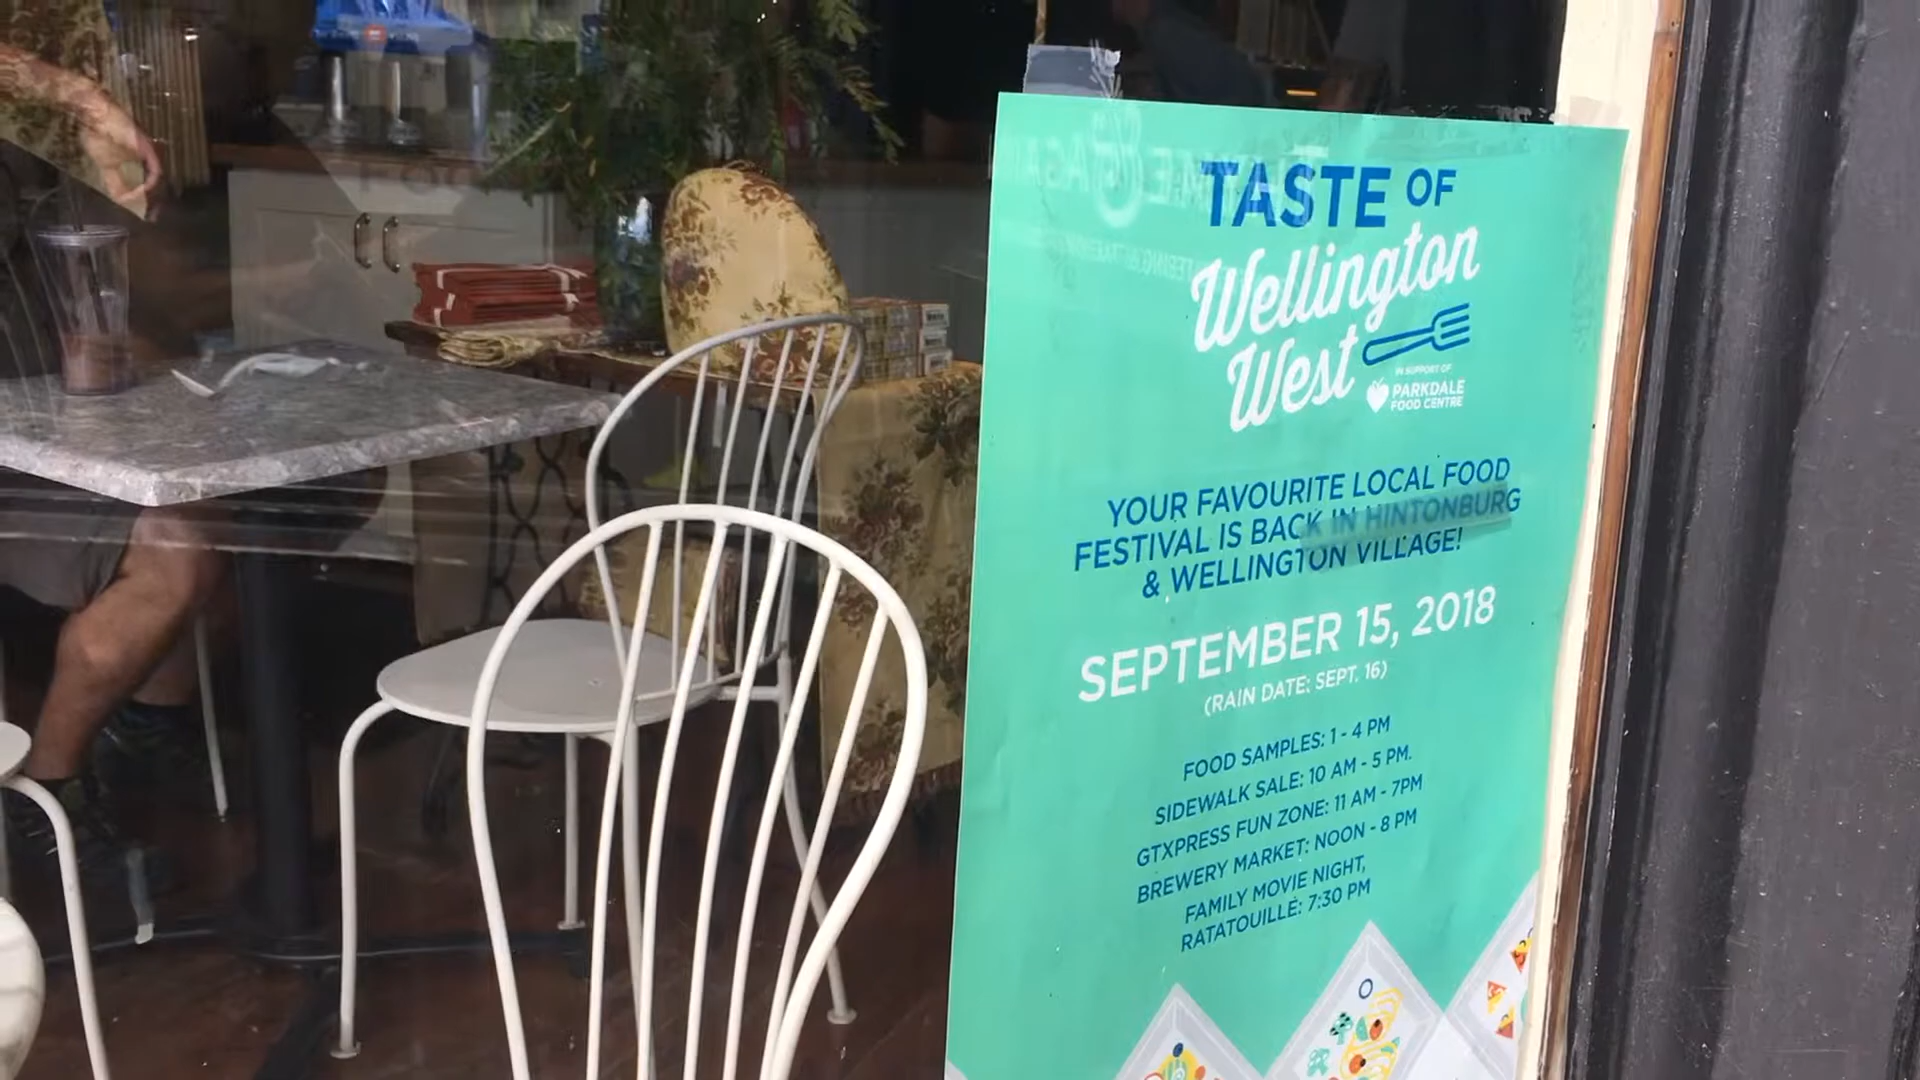 TASTE OF
Wellington
West
IN SUPPORT OF
PARKDALE
FOOD CENTRE
YOUR FAVOURITE LOCAL FOOD
FESTIVAL IS BACK IN HINTONBURG
& WELLINGTON VILLAGE!
SEPTEMBER 15, 2018
(RAIN DATE: SEPT. 16)
FOOD SAMPLES: 1 - 4 PM
SIDEWALK SALE: 10 AM - 5 PM.
GTXPRESS FUN ZONE: 11 AM - 7PM
BREWERY MARKET: NOON - 8 PM
FAMILY MOVIE NIGHT,
RATATOUILLE: 7:30 PM